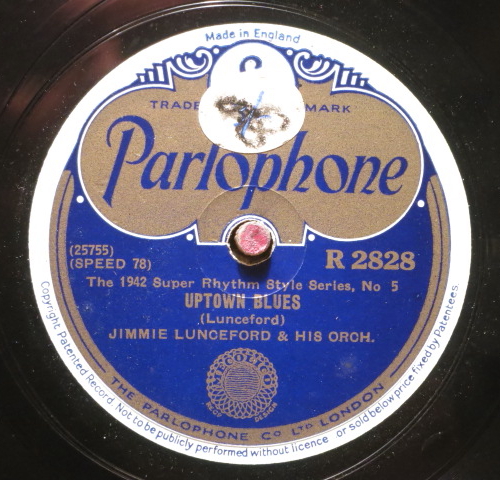 Made in England
TRADE MARK
Parlophone
(25755)
(SPEED 78)
R 2828
The 1942 Super Rhythm Style Series, No 5
UPTOWN BLUES
(Lunceford)
JIMMIE LUNCEFORD & HIS ORCH.
THE PARLOPHONE CO LTD LONDON
Copyright Patented Record. Not to be publicly performed without licence or sold below price fixed by Patentees.